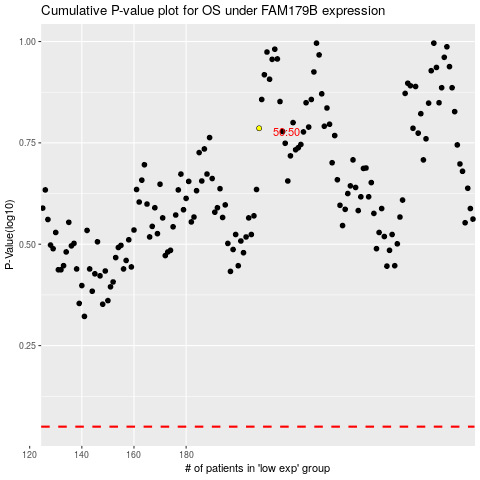 Cumulative P-value plot for OS under FAM179B expression
1.00
0.75
0.50
0.25
P-Value(log10)
50:50
120 140 160 180
# of patients in 'low exp' group